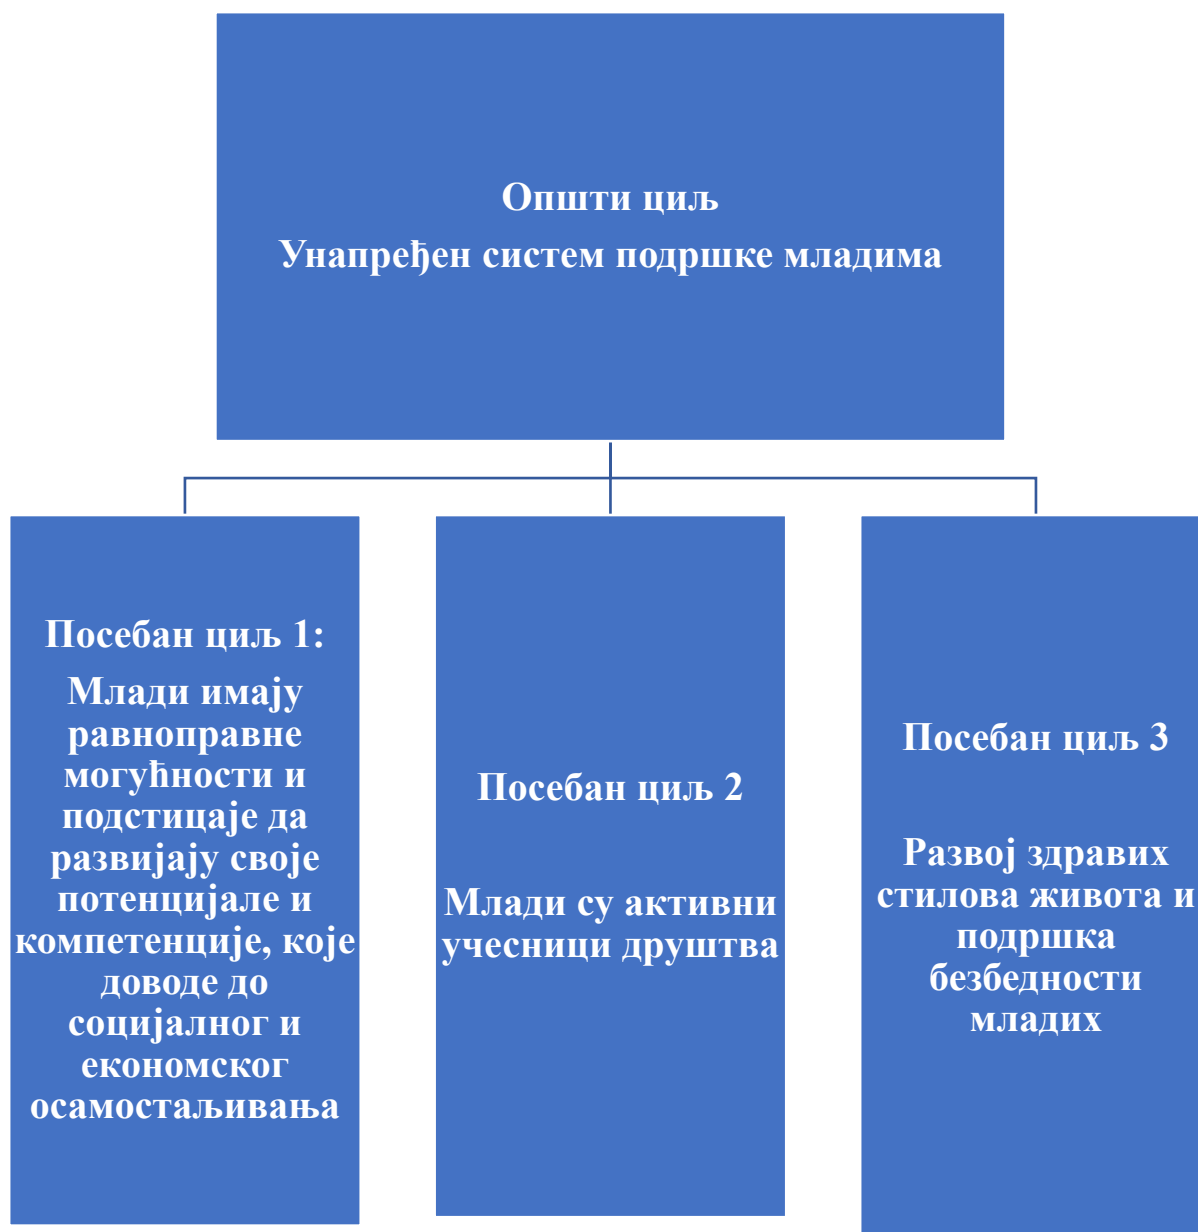 Општи циљ
Унапређен систем подршке младима
Посебан циљ 1:
Млади имају
равноправне
могућности и
подстицаје да
развијају своје
потенцијале и
компетенције, које
доводе до
социјалног и
економског
осамостаљивања
Посебан циљ 2
Млади су активни
учесници друштва
Посебан циљ 3
Развој здравих
стилова живота и
подршка
безбедности
младих